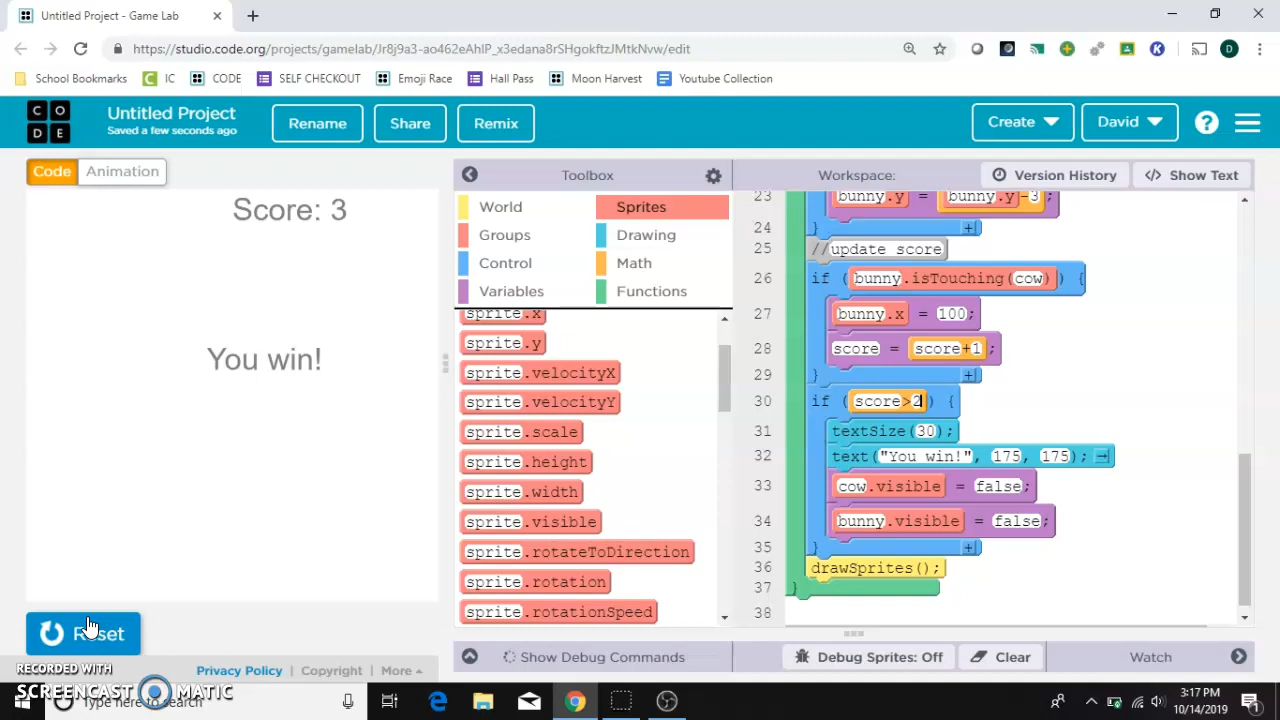 Untitled Project - Game Lab
https://studio.code.org/projects/gamelab/Jr8j9a3-ao462eAhlP_x3edana8rSHgokftzJMtkNvw/edit
D
School Bookmarks IC CODE SELF CHECKOUT Emoji Race Hall Pass Moon Harvest Youtube Collection
C O
D E
Untitled Project
Saved a few seconds ago
Rename Share Remix Create David ?
Code Animation
Toolbox
Workspace: Version History </> Show Text
Score: 3
You win!
Reset
World Sprites
Groups Drawing
Control Math
Variables Functions
sprite.x
sprite.y
sprite.velocityX
sprite.velocityY
sprite.scale
sprite.height
sprite.width
sprite.visible
sprite.rotateToDirection
sprite.rotation
sprite.rotationSpeed
23 bunny.y = bunny.y-3;
24 }
25 //update score
26 if (bunny.isTouching(cow)) {
27 bunny.x = 100;
28 score = score+1;
29 }
30 if (score>2) {
31 textSize(30);
32 text("You win!", 175, 175);
33 cow.visible = false;
34 bunny.visible = false;
35 }
36 drawSprites();
37 }
38
Show Debug Commands Debug Sprites: Off Clear Watch
Privacy Policy | Copyright | More
RECORDED WITH
SCREENCAST MATIC
Type here to search
3:17 PM
10/14/2019
1